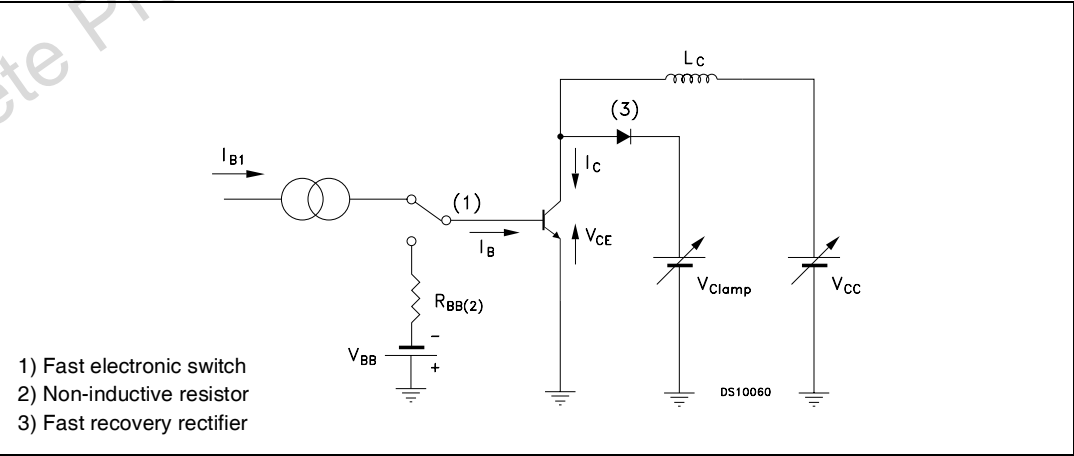 L C
(3)
I B1
I C
(1)
I B
V CE
V Clamp
V CC
R BB(2)
−
V BB
+
DS10060
1) Fast electronic switch
2) Non-inductive resistor
3) Fast recovery rectifier